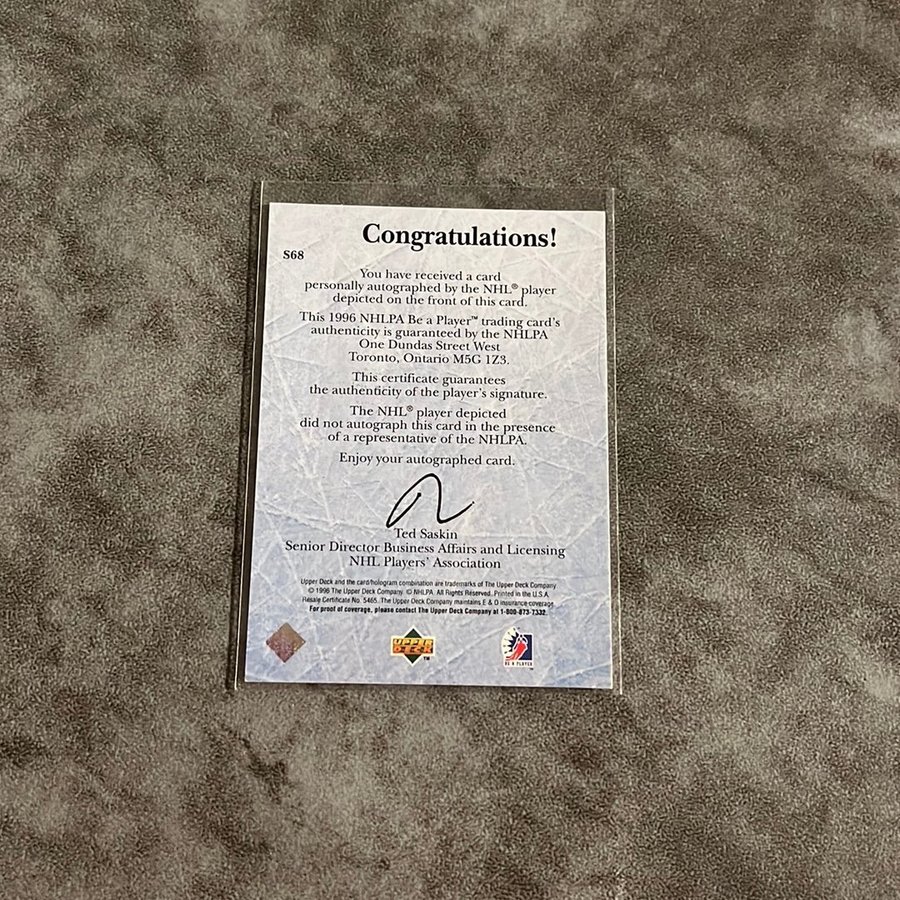 Congratulations!
S68
You have received a card
personally autographed by the NHL® player
depicted on the front of this card.
This 1996 NHLPA Be a Player™ trading card's
authenticity is guaranteed by the NHLPA
One Dundas Street West
Toronto, Ontario M5G 1Z3.
This certificate guarantees
the authenticity of the player's signature.
The NHL® player depicted
did not autograph this card in the presence
of a representative of the NHLPA.
Enjoy your autographed card.
Ted Saskin
Senior Director Business Affairs and Licensing
NHL Players' Association
Upper Deck and the card/hologram combination are trademarks of The Upper Deck Company.
© 1996 The Upper Deck Company. © NHLPA. All Rights Reserved. Printed in the U.S.A.
Resale Certificate No. 5465. The Upper Deck Company maintains E & O insurance coverage.
For proof of coverage, please contact The Upper Deck Company at 1-800-873-7332.
UPPER
DECK
™
BE A PLAYER